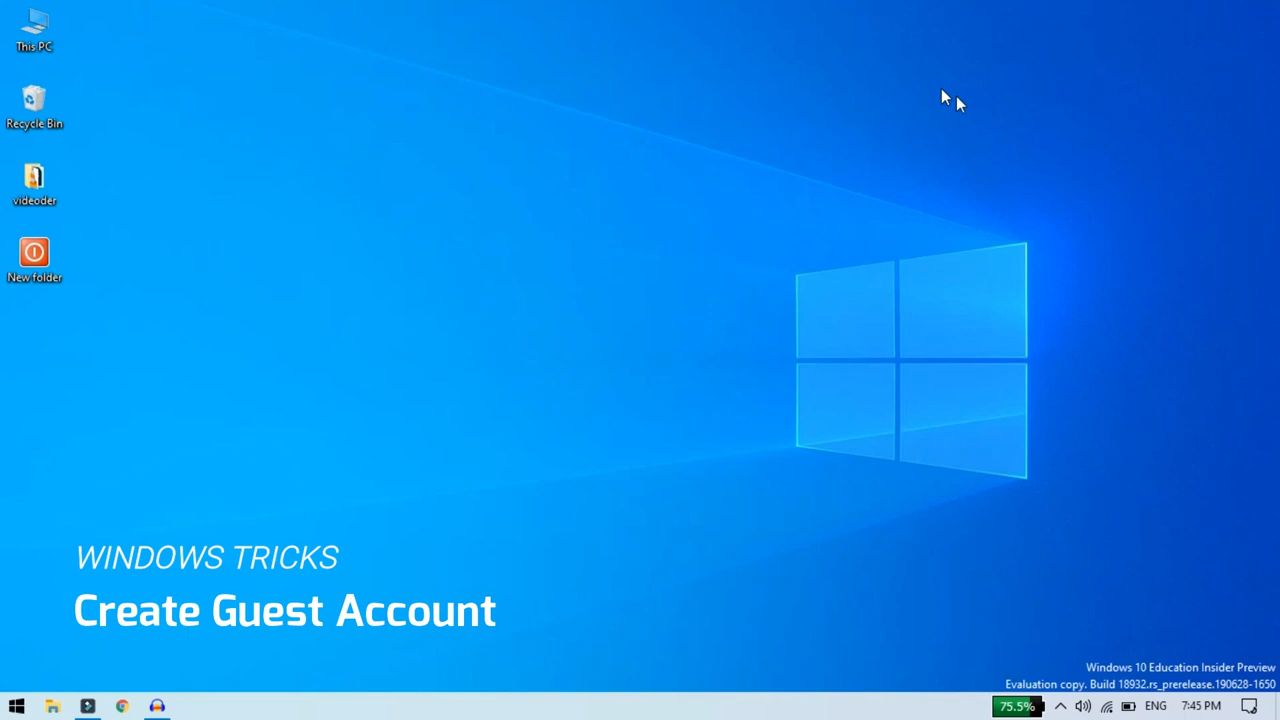 This PC
Recycle Bin
videoder
New folder
WINDOWS TRICKS
Create Guest Account
Windows 10 Education Insider Preview
Evaluation copy. Build 18932.rs_prerelease.190628-1650
75.5% ENG 7:45 PM